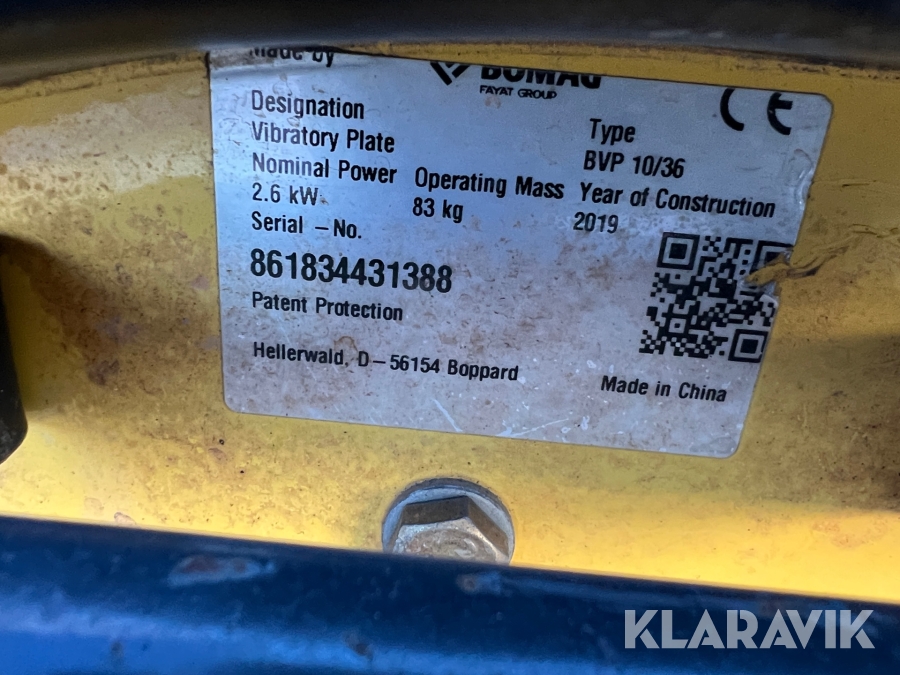 Made by
BOMAG
FAYAT GROUP
CE
Designation
Vibratory Plate
Type
BVP 10/36
Nominal Power
2.6 kW
Operating Mass
83 kg
Year of Construction
2019
Serial –No.
861834431388
Patent Protection
Hellerwald, D–56154 Boppard
Made in China
KLARAVIK